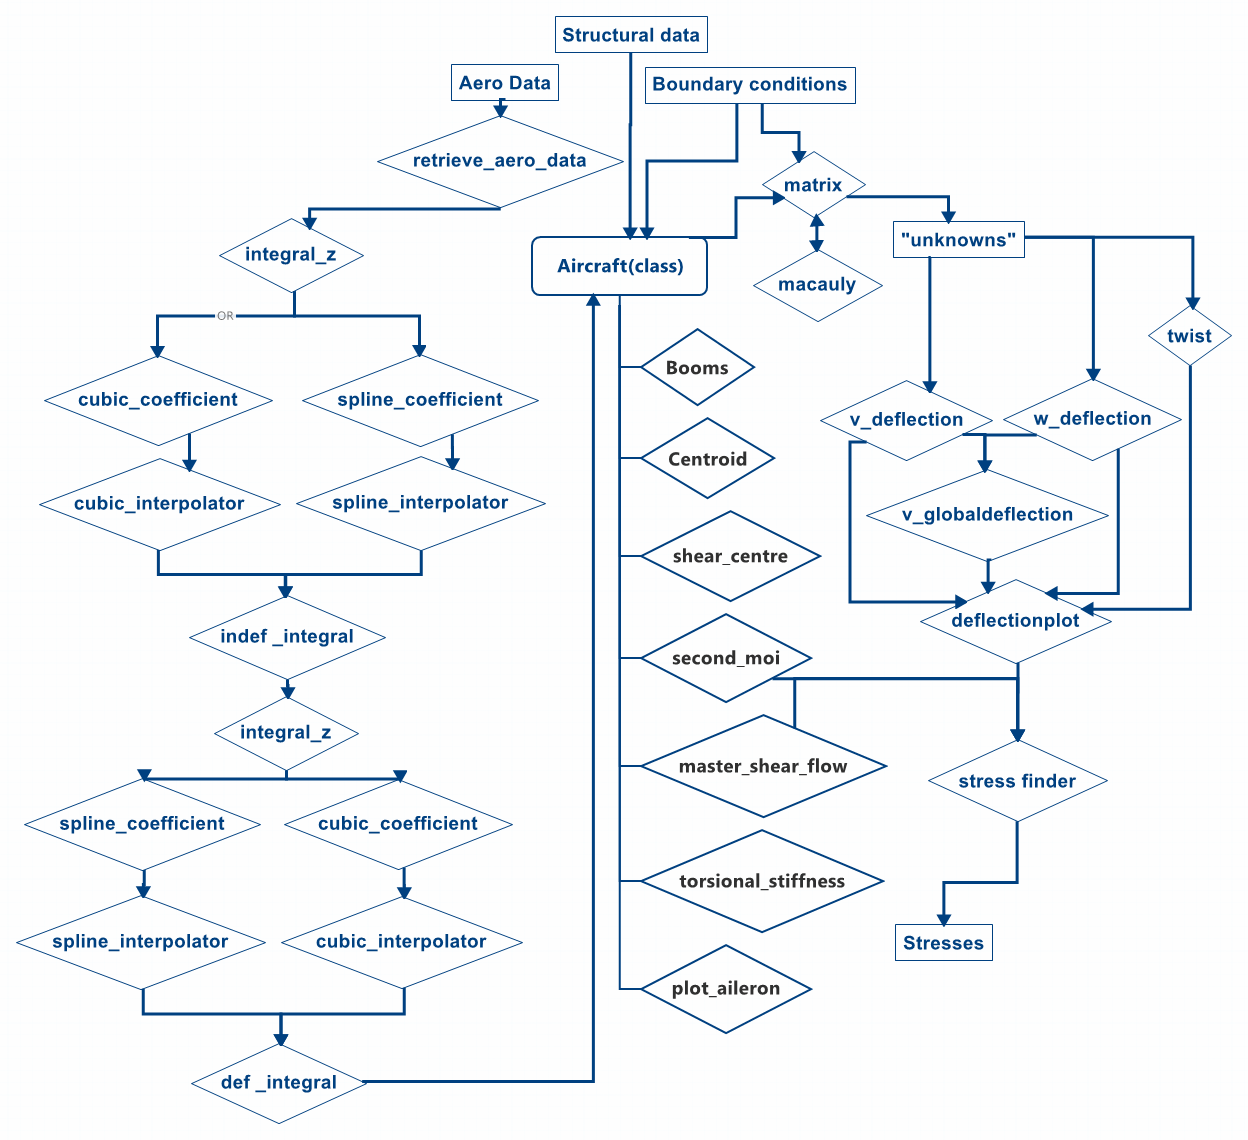 Structural data
Aero Data
Boundary conditions
retrieve_aero_data
matrix
integral_z
"unknowns"
Aircraft(class)
macauly
OR
twist
Booms
cubic_coefficient
spline_coefficient
v_deflection
w_deflection
Centroid
cubic_interpolator
spline_interpolator
v_globaldeflection
shear_centre
indef _integral
deflectionplot
second_moi
integral_z
master_shear_flow
stress finder
spline_coefficient
cubic_coefficient
torsional_stiffness
spline_interpolator
cubic_interpolator
Stresses
plot_aileron
def _integral